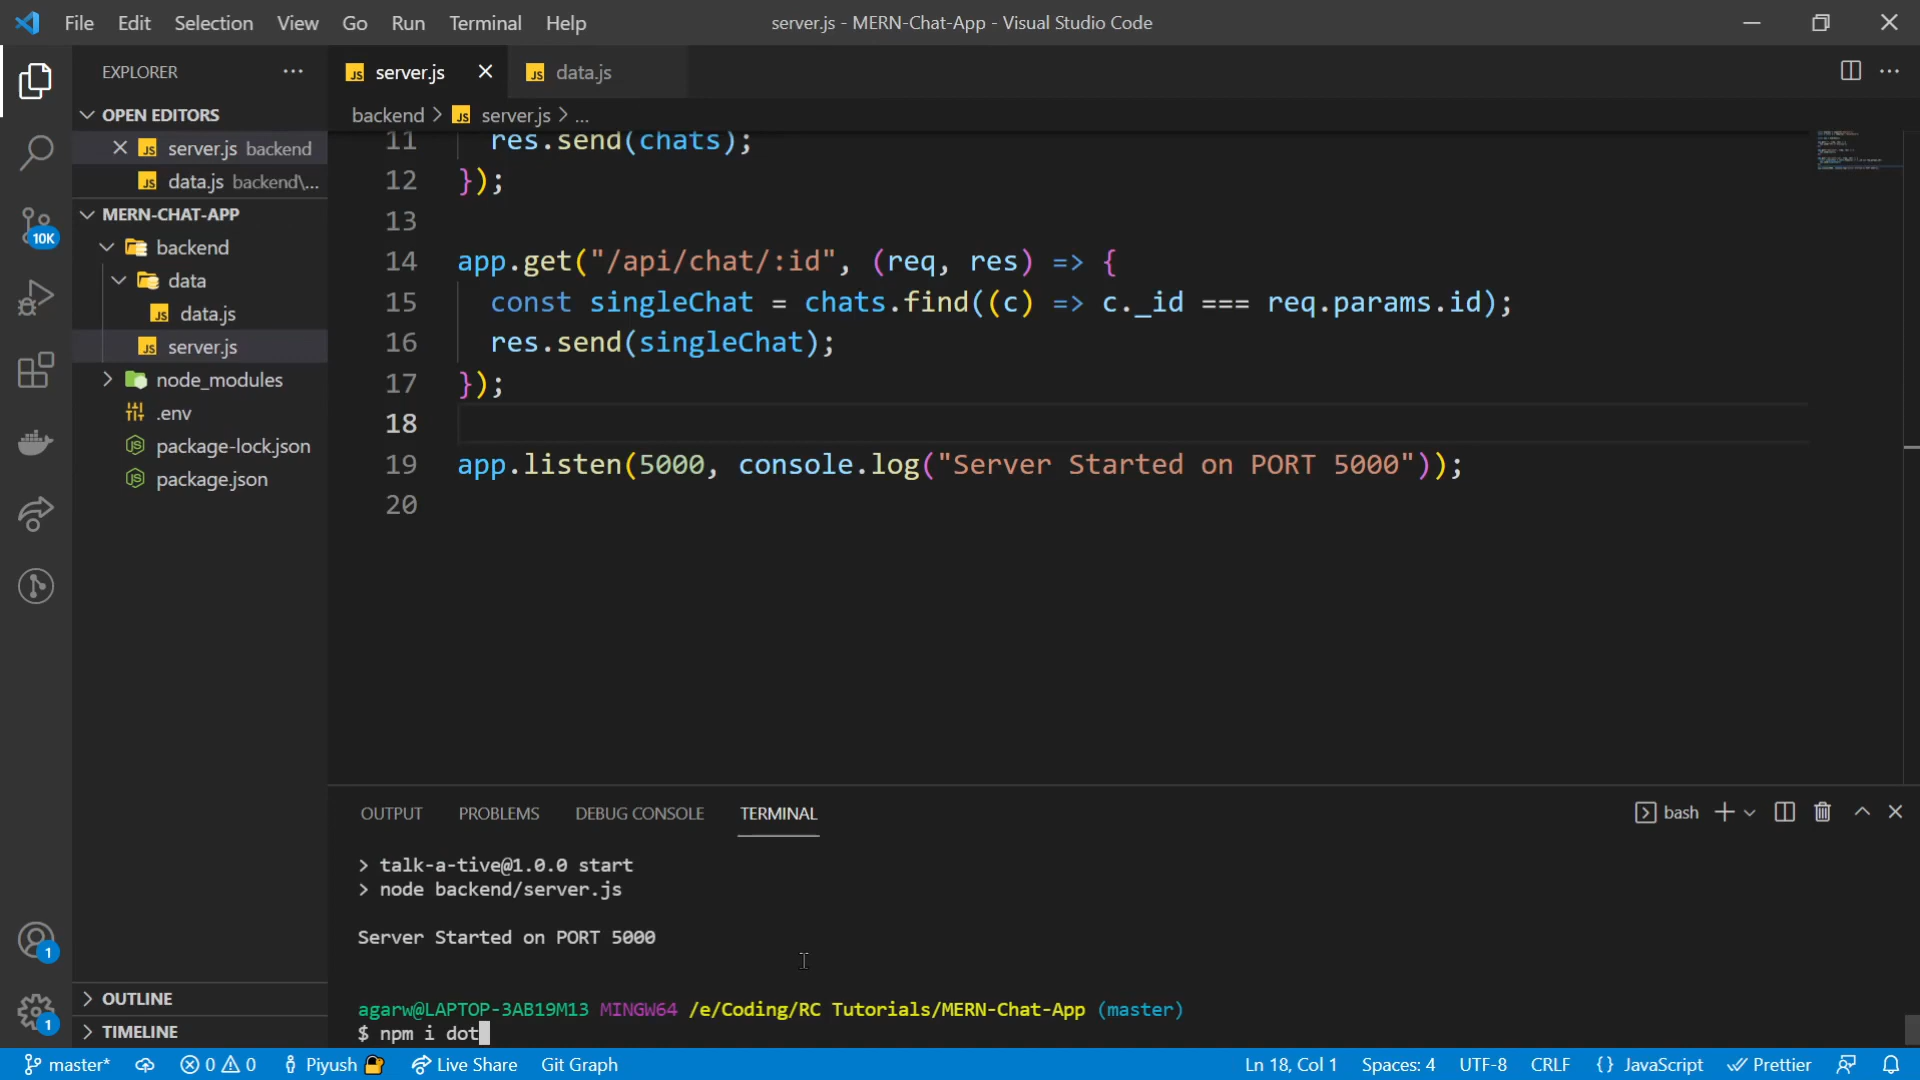 File Edit Selection View Go Run Terminal Help server.js - MERN-Chat-App - Visual Studio Code
EXPLORER ...
JS server.js
JS data.js
OPEN EDITORS
JS server.js backend
JS data.js backend\...
backend > JS server.js > ...
MERN-CHAT-APP
backend
data
JS data.js
JS server.js
node_modules
.env
package-lock.json
package.json
10K
11 res.send(chats);
12 });
13
14 app.get("/api/chat/:id", (req, res) => {
15 const singleChat = chats.find((c) => c._id === req.params.id);
16 res.send(singleChat);
17 });
18
19 app.listen(5000, console.log("Server Started on PORT 5000"));
20
OUTPUT PROBLEMS DEBUG CONSOLE TERMINAL bash
> talk-a-tive@1.0.0 start
> node backend/server.js
Server Started on PORT 5000
agarw@LAPTOP-3AB19M13 MINGW64 /e/Coding/RC Tutorials/MERN-Chat-App (master)
$ npm i dot
1
1
OUTLINE
TIMELINE
master* 0 0 Piyush Live Share Git Graph Ln 18, Col 1 Spaces: 4 UTF-8 CRLF {} JavaScript Prettier